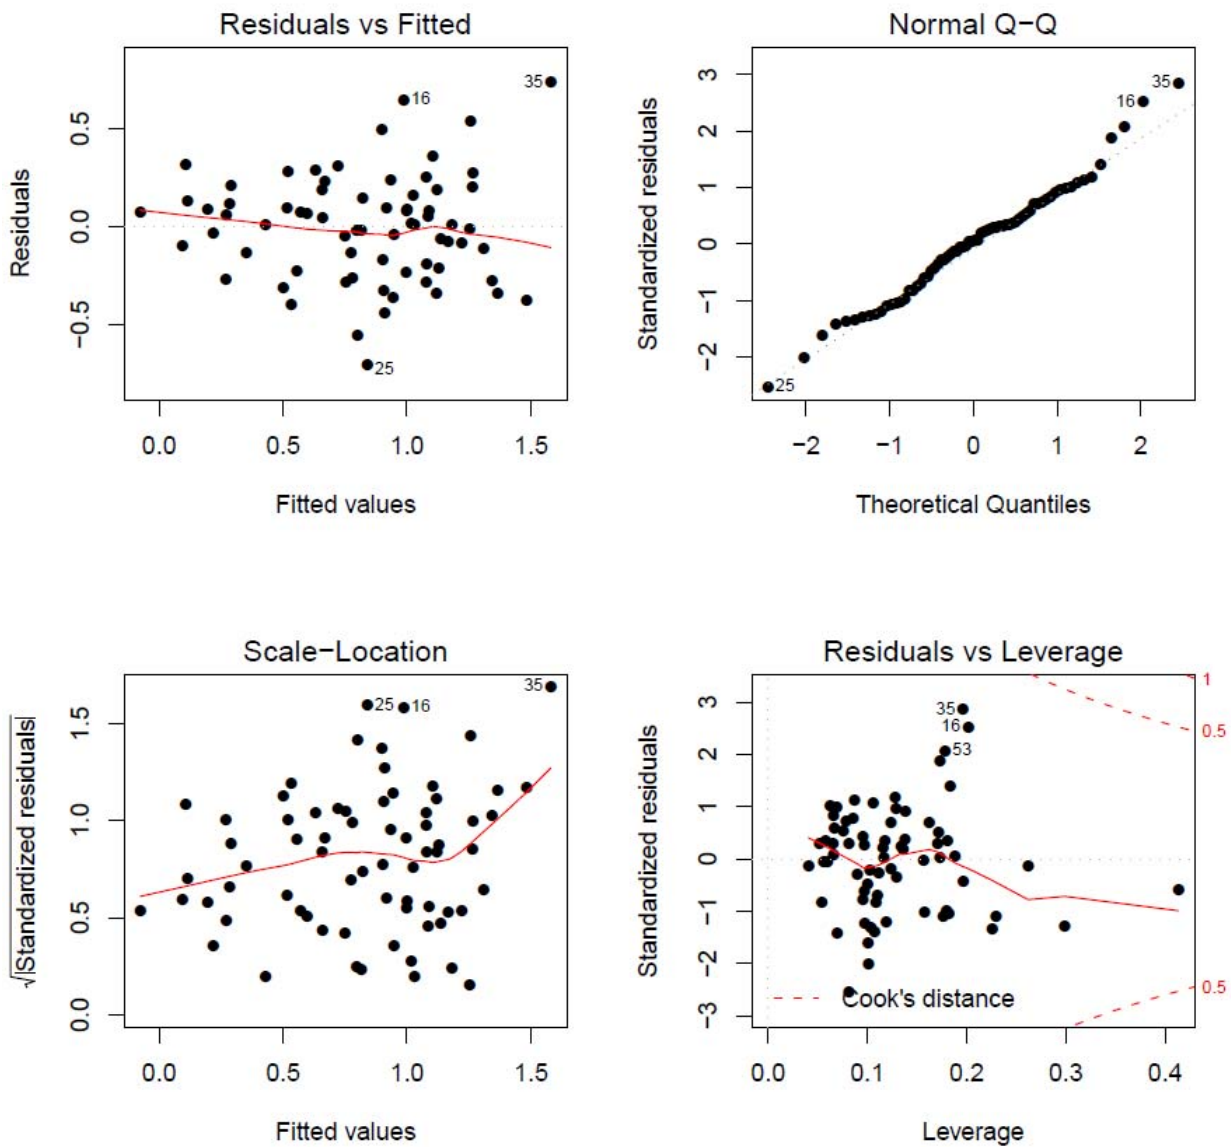 Residuals vs Fitted
Residuals
0.5
0.0
−0.5
35
16
25
0.0 0.5 1.0 1.5
Fitted values
Normal Q−Q
Standardized residuals
3
2
1
0
−1
−2
35
16
25
−2 −1 0 1 2
Theoretical Quantiles
Scale−Location
√|Standardized residuals|
1.5
1.0
0.5
0.0
35
25 16
0.0 0.5 1.0 1.5
Fitted values
Residuals vs Leverage
Standardized residuals
3
2
1
0
−1
−2
−3
35
16
53
1
0.5
0.5
Cook's distance
0.0 0.1 0.2 0.3 0.4
Leverage